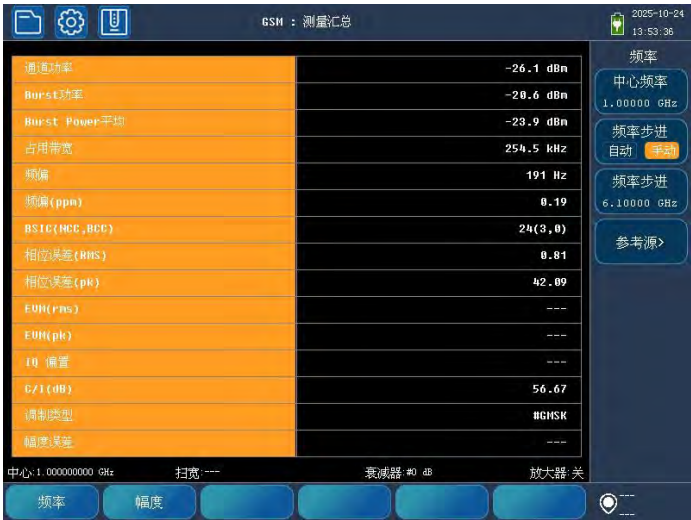 GSM : 测量汇总
2025-10-24
13:53:36
通道功率 -26.1 dBm
Burst功率 -20.6 dBm
Burst Power平均 -23.9 dBm
占用带宽 254.5 kHz
频偏 191 Hz
频偏(ppm) 0.19
BSIC(NCC,BCC) 24(3,0)
相位误差(RMS) 0.81
相位误差(pk) 42.09
EVM(rms) ---
EVM(pk) ---
IQ 偏置 ---
C/I(dB) 56.67
调制类型 #GMSK
幅度误差 ---
频率
中心频率
1.00000 GHz
频率步进
自动 手动
频率步进
6.10000 GHz
参考源>
中心:1.000000000 GHz 扫宽:--- 衰减器:#0 dB 放大器:关
频率 幅度
---
---